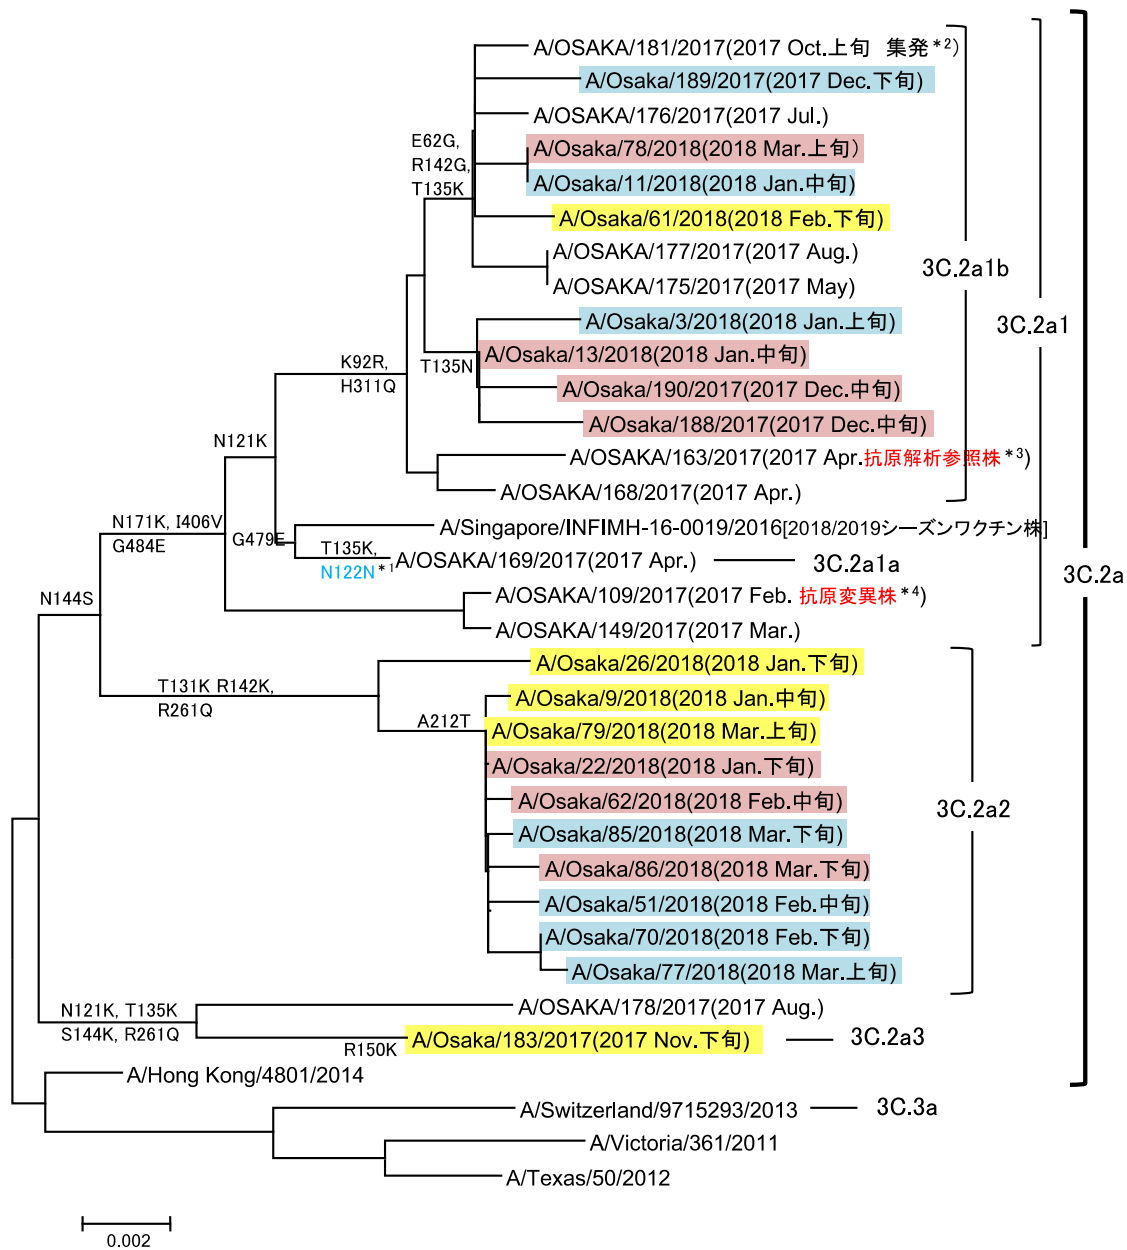 A/OSAKA/181/2017(2017 Oct.上旬 集発*2)
A/Osaka/189/2017(2017 Dec.下旬)
A/OSAKA/176/2017(2017 Jul.)
E62G,
R142G,
T135K
A/Osaka/78/2018(2018 Mar.上旬)
A/Osaka/11/2018(2018 Jan.中旬)
A/Osaka/61/2018(2018 Feb.下旬)
A/OSAKA/177/2017(2017 Aug.)
3C.2a1b
A/OSAKA/175/2017(2017 May)
A/Osaka/3/2018(2018 Jan.上旬)
3C.2a1
A/Osaka/13/2018(2018 Jan.中旬)
K92R,
T135N
H311Q
A/Osaka/190/2017(2017 Dec.中旬)
A/Osaka/188/2017(2017 Dec.中旬)
N121K
A/OSAKA/163/2017(2017 Apr.抗原解析参照株*3)
A/OSAKA/168/2017(2017 Apr.)
N171K, I406V
G484E
A/Singapore/INFIMH-16-0019/2016[2018/2019シーズンワクチン株]
G479E
T135K,
N122N*1
A/OSAKA/169/2017(2017 Apr.)
3C.2a1a
3C.2a
A/OSAKA/109/2017(2017 Feb. 抗原変異株*4)
N144S
A/OSAKA/149/2017(2017 Mar.)
A/Osaka/26/2018(2018 Jan.下旬)
T131K R142K,
R261Q
A/Osaka/9/2018(2018 Jan.中旬)
A212T
A/Osaka/79/2018(2018 Mar.上旬)
A/Osaka/22/2018(2018 Jan.下旬)
A/Osaka/62/2018(2018 Feb.中旬)
3C.2a2
A/Osaka/85/2018(2018 Mar.下旬)
A/Osaka/86/2018(2018 Mar.下旬)
A/Osaka/51/2018(2018 Feb.中旬)
A/Osaka/70/2018(2018 Feb.下旬)
A/Osaka/77/2018(2018 Mar.上旬)
A/OSAKA/178/2017(2017 Aug.)
N121K, T135K
S144K, R261Q
R150K
A/Osaka/183/2017(2017 Nov.下旬)
3C.2a3
A/Hong Kong/4801/2014
A/Switzerland/9715293/2013
3C.3a
A/Victoria/361/2011
A/Texas/50/2012
0.002